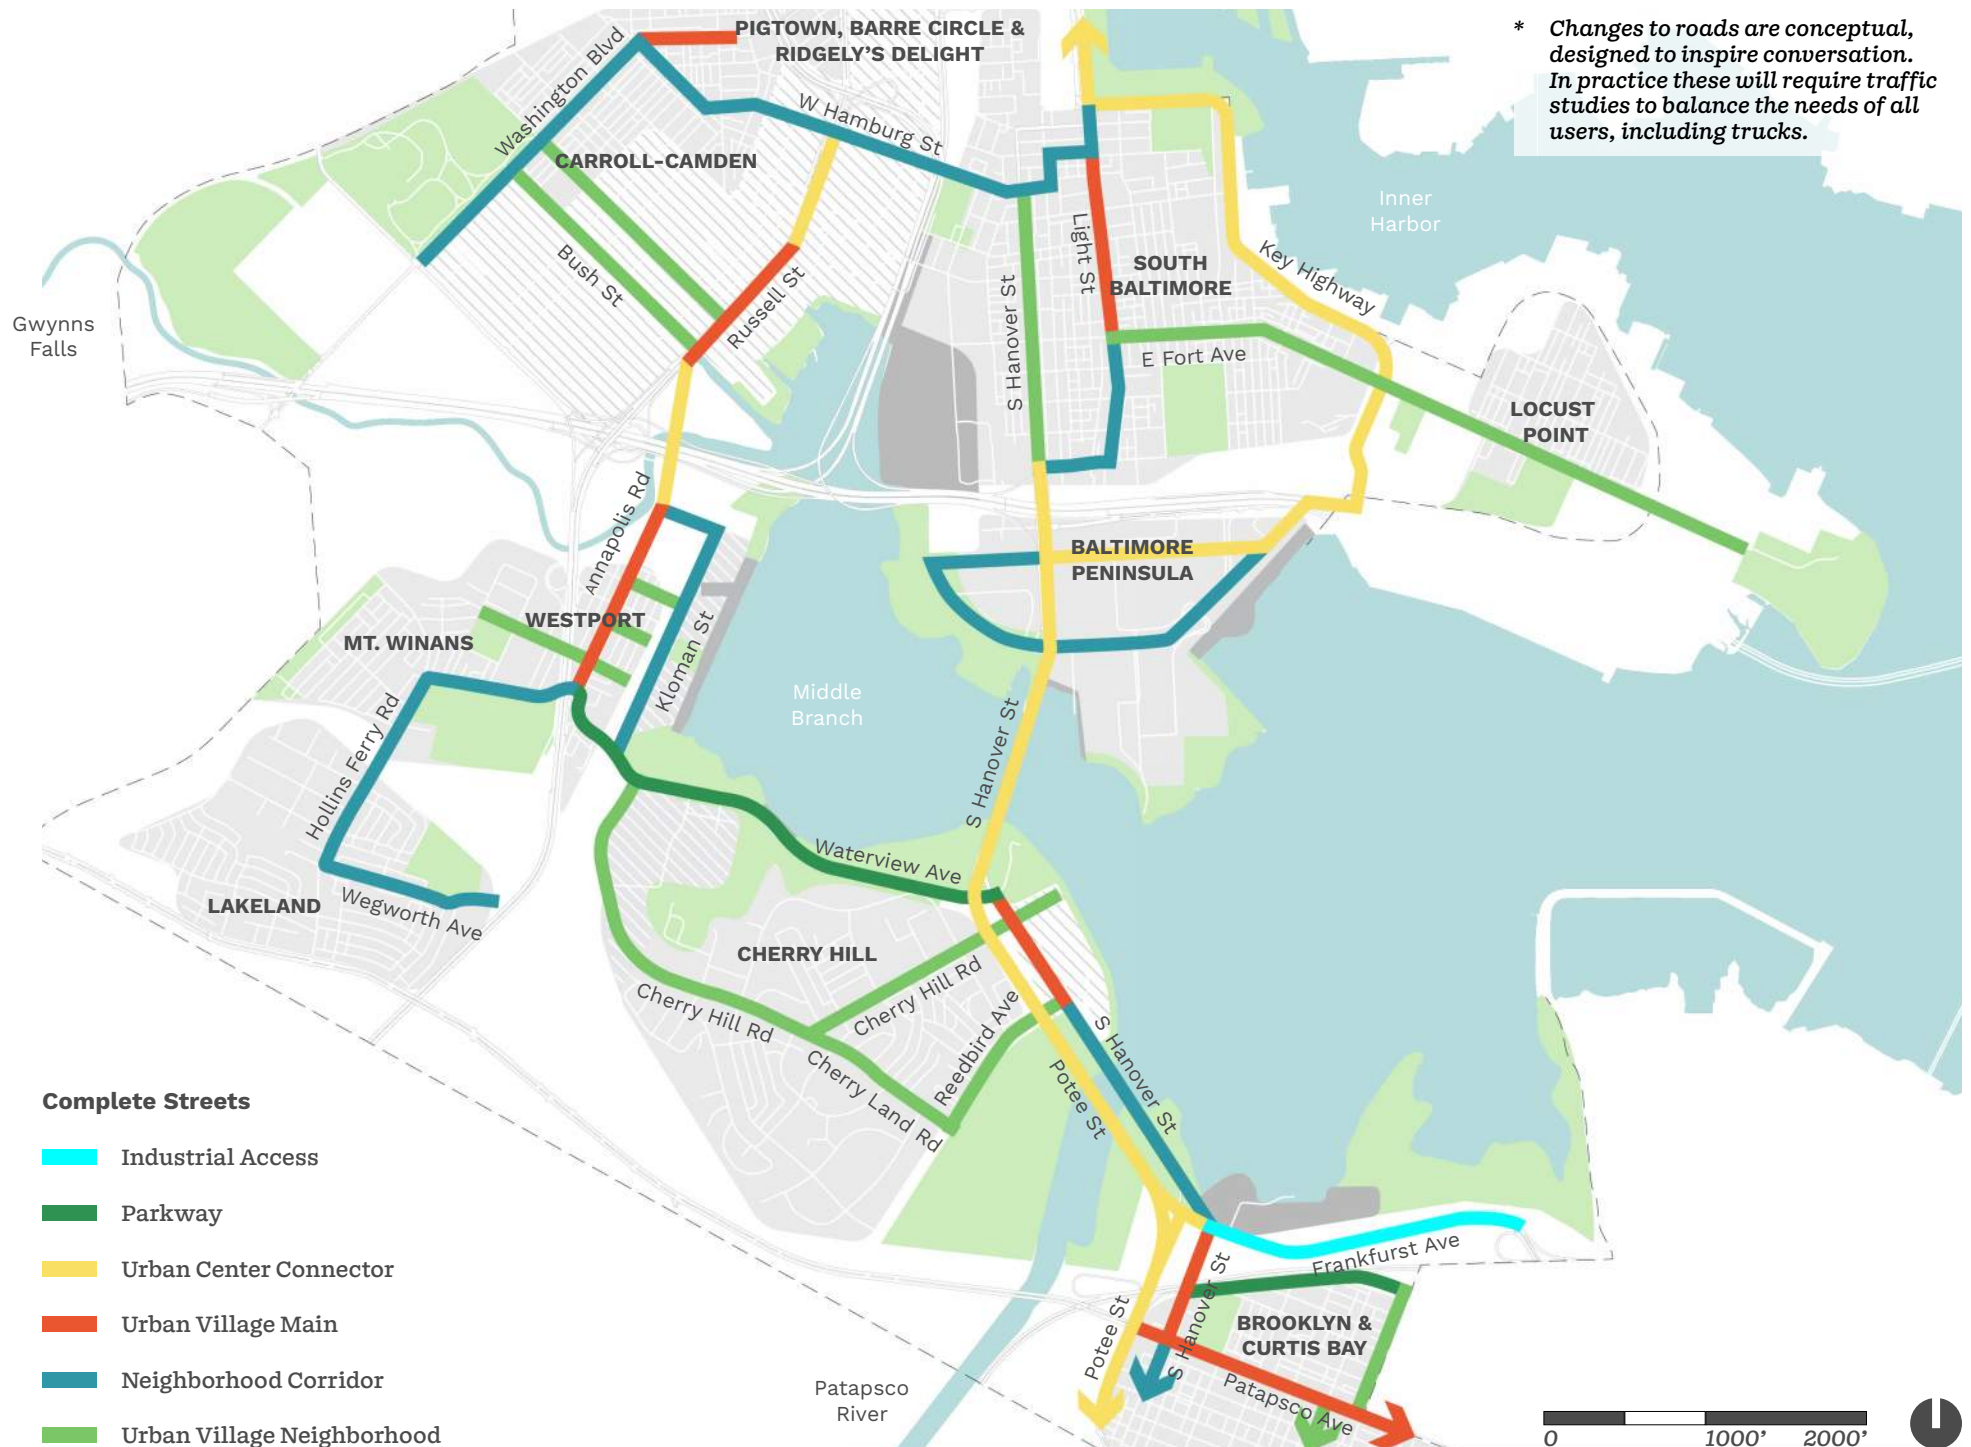 PIGTOWN, BARRE CIRCLE &
RIDGELY'S DELIGHT
* Changes to roads are conceptual,
designed to inspire conversation.
In practice these will require traffic
studies to balance the needs of all
users, including trucks.
Washington Blvd
W Hamburg St
CARROLL-CAMDEN
Inner
Harbor
Light St
Bush St
Russell St
S Hanover St
SOUTH
BALTIMORE
Key Highway
Gwynns
Falls
E Fort Ave
LOCUST
POINT
Annapolis Rd
BALTIMORE
PENINSULA
WESTPORT
MT. WINANS
Kloman St
Middle
Branch
S Hanover St
Hollins Ferry Rd
Waterview Ave
LAKELAND
Wegworth Ave
CHERRY HILL
Cherry Hill Rd
Cherry Hill Rd
Reedbird Ave
S Hanover St
Cherry Land Rd
Potee St
Complete Streets
Industrial Access
Parkway
Urban Center Connector
Urban Village Main
Neighborhood Corridor
Urban Village Neighborhood
Frankfurst Ave
S Hanover St
Potee St
BROOKLYN &
CURTIS BAY
Patapsco Ave
Patapsco
River
0 1000' 2000'